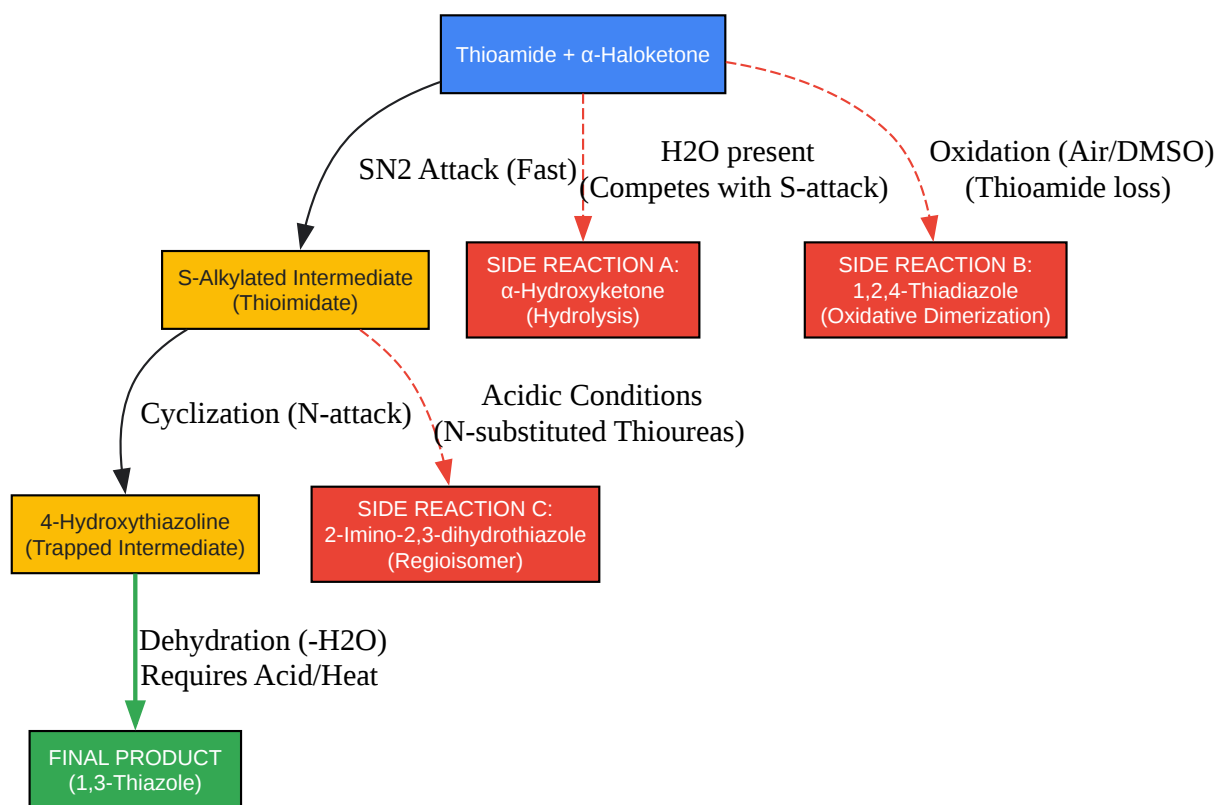 Thioamide + α-Haloketone
SN2 Attack (Fast)
H2O present
(Competes with S-attack)
Oxidation (Air/DMSO)
(Thioamide loss)
S-Alkylated Intermediate
(Thioimidate)
SIDE REACTION A:
α-Hydroxyketone
(Hydrolysis)
SIDE REACTION B:
1,2,4-Thiadiazole
(Oxidative Dimerization)
Cyclization (N-attack)
Acidic Conditions
(N-substituted Thioureas)
4-Hydroxythiazoline
(Trapped Intermediate)
SIDE REACTION C:
2-Imino-2,3-dihydrothiazole
(Regioisomer)
Dehydration (-H2O)
Requires Acid/Heat
FINAL PRODUCT
(1,3-Thiazole)